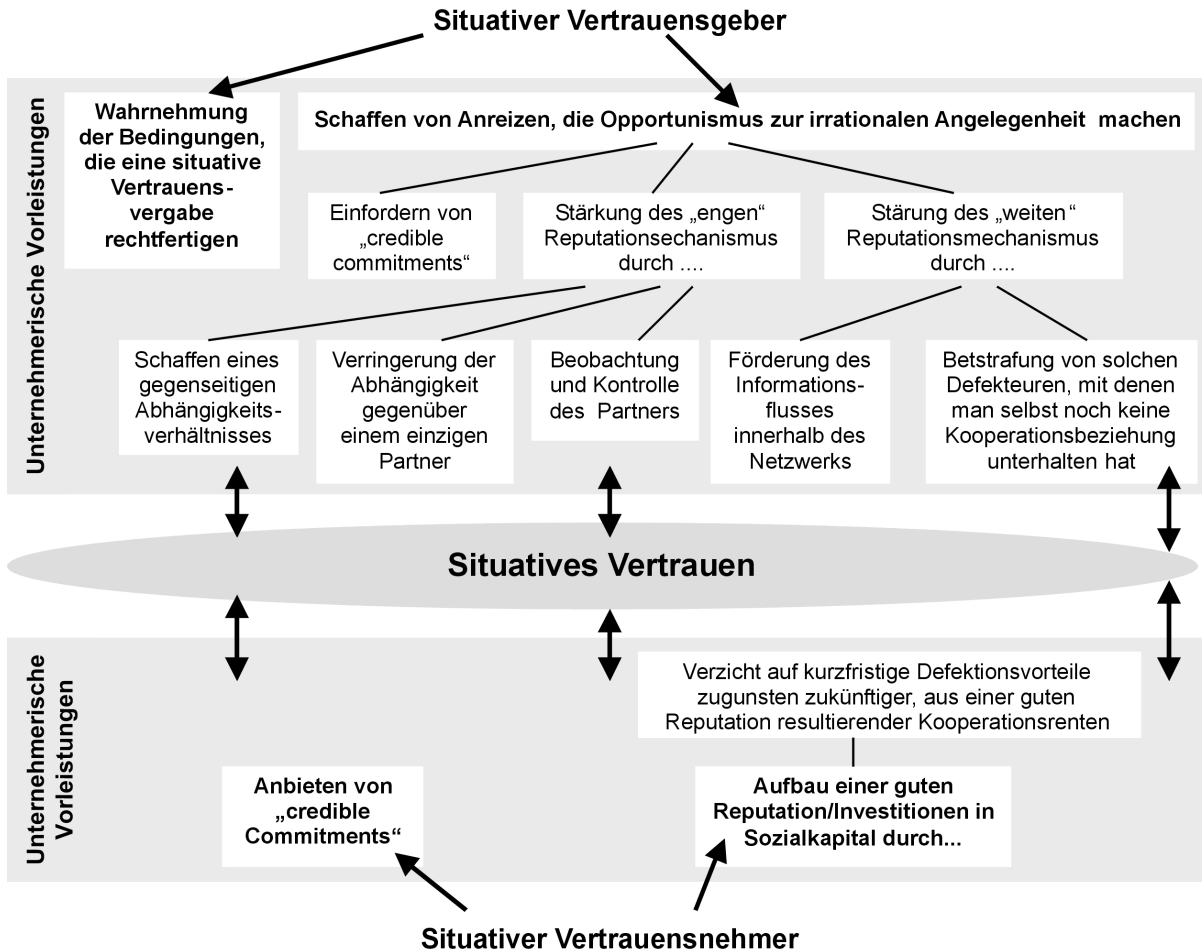 Situativer Vertrauensgeber
Unternehmerische Vorleistungen
Wahrnehmung
der Bedingungen,
die eine situative
Vertrauens-
vergabe
rechtfertigen
Schaffen von Anreizen, die Opportunismus zur irrationalen Angelegenheit machen
Einfordern von
„credible
commitments“
Stärkung des „engen“
Reputationsechanismus
durch ....
Stärung des „weiten“
Reputationsmechanismus
durch ....
Schaffen eines
gegenseitigen
Abhängigkeits-
verhältnisses
Verringerung der
Abhängigkeit
gegenüber
einem einzigen
Partner
Beobachtung
und Kontrolle
des Partners
Förderung des
Informations-
flusses
innerhalb des
Netzwerks
Betstrafung von solchen
Defekteuren, mit denen
man selbst noch keine
Kooperationsbeziehung
unterhalten hat
Situatives Vertrauen
Unternehmerische
Vorleistungen
Verzicht auf kurzfristige Defektionsvorteile
zugunsten zukünftiger, aus einer guten
Reputation resultierender Kooperationsrenten
Anbieten von
„credible
Commitments“
Aufbau einer guten
Reputation/Investitionen in
Sozialkapital durch...
Situativer Vertrauensnehmer